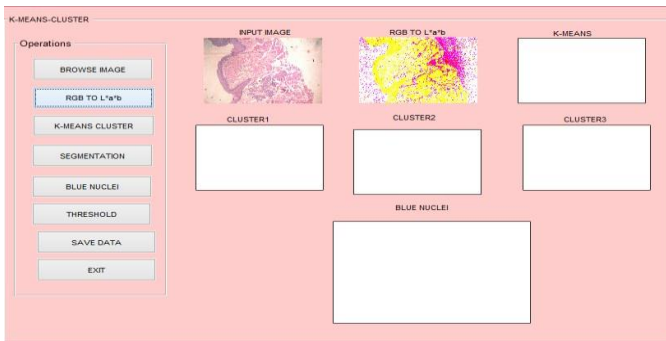 K-MEANS-CLUSTER
Operations
BROWSE IMAGE
RGB TO L*a*b
K-MEANS CLUSTER
SEGMENTATION
BLUE NUCLEI
THRESHOLD
SAVE DATA
EXIT
INPUT IMAGE
RGB TO L*a*b
K-MEANS
CLUSTER1
CLUSTER2
CLUSTER3
BLUE NUCLEI